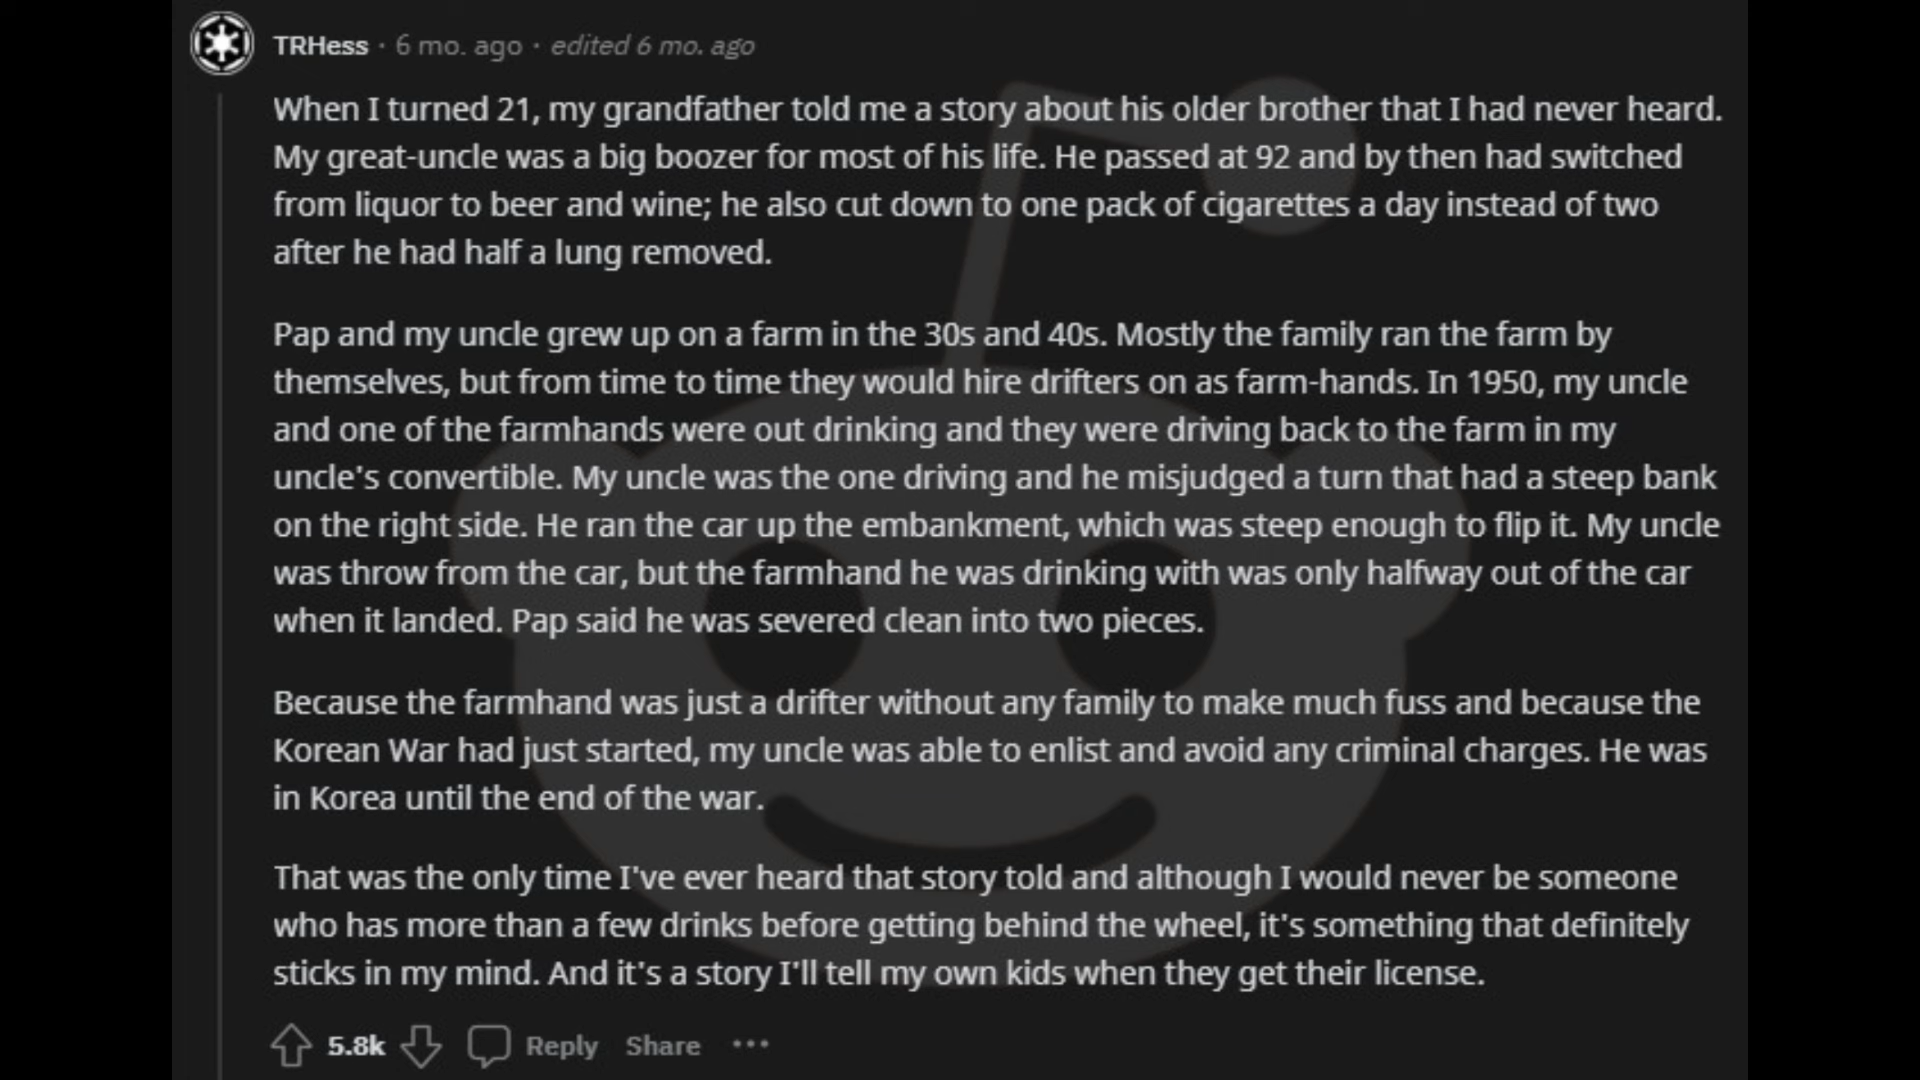 TRHess · 6 mo. ago · edited 6 mo. ago
When I turned 21, my grandfather told me a story about his older brother that I had never heard.
My great-uncle was a big boozer for most of his life. He passed at 92 and by then had switched
from liquor to beer and wine; he also cut down to one pack of cigarettes a day instead of two
after he had half a lung removed.
Pap and my uncle grew up on a farm in the 30s and 40s. Mostly the family ran the farm by
themselves, but from time to time they would hire drifters on as farm-hands. In 1950, my uncle
and one of the farmhands were out drinking and they were driving back to the farm in my
uncle's convertible. My uncle was the one driving and he misjudged a turn that had a steep bank
on the right side. He ran the car up the embankment, which was steep enough to flip it. My uncle
was throw from the car, but the farmhand he was drinking with was only halfway out of the car
when it landed. Pap said he was severed clean into two pieces.
Because the farmhand was just a drifter without any family to make much fuss and because the
Korean War had just started, my uncle was able to enlist and avoid any criminal charges. He was
in Korea until the end of the war.
That was the only time I've ever heard that story told and although I would never be someone
who has more than a few drinks before getting behind the wheel, it's something that definitely
sticks in my mind. And it's a story I'll tell my own kids when they get their license.
5.8k Reply Share ···